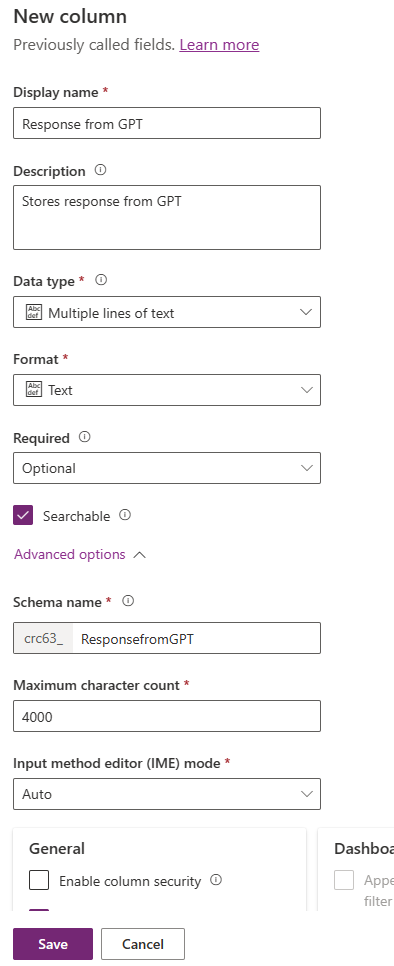 New column
Previously called fields. Learn more
Display name *
Response from GPT
Description
Stores response from GPT
Data type *
Abc def Multiple lines of text
Format *
Abc def Text
Required
Optional
Searchable
Advanced options
Schema name *
crc63_ ResponsefromGPT
Maximum character count *
4000
Input method editor (IME) mode *
Auto
General
Enable column security
Dashboa
Appe
filter
Save Cancel